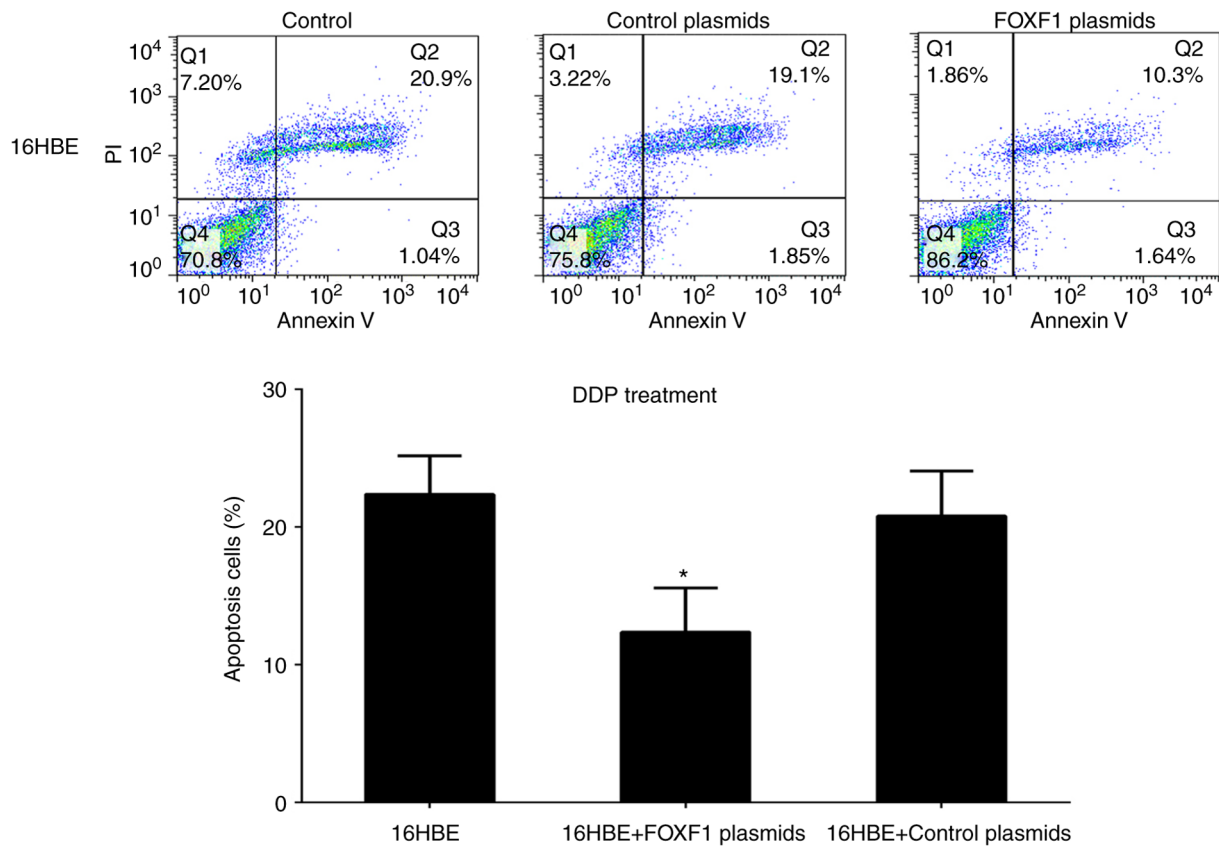 Control
Control plasmids
FOXF1 plasmids
16HBE
PI
10^4
10^3
10^2
10^1
10^0
Q1
7.20%
Q2
20.9%
Q4
70.8%
Q3
1.04%
10^0 10^1 10^2 10^3 10^4
Annexin V
Q1
3.22%
Q2
19.1%
Q4
75.8%
Q3
1.85%
10^0 10^1 10^2 10^3 10^4
Annexin V
Q1
1.86%
Q2
10.3%
Q4
86.2%
Q3
1.64%
10^0 10^1 10^2 10^3 10^4
Annexin V
DDP treatment
Apoptosis cells (%)
30
20
10
0
*
16HBE
16HBE+FOXF1 plasmids
16HBE+Control plasmids